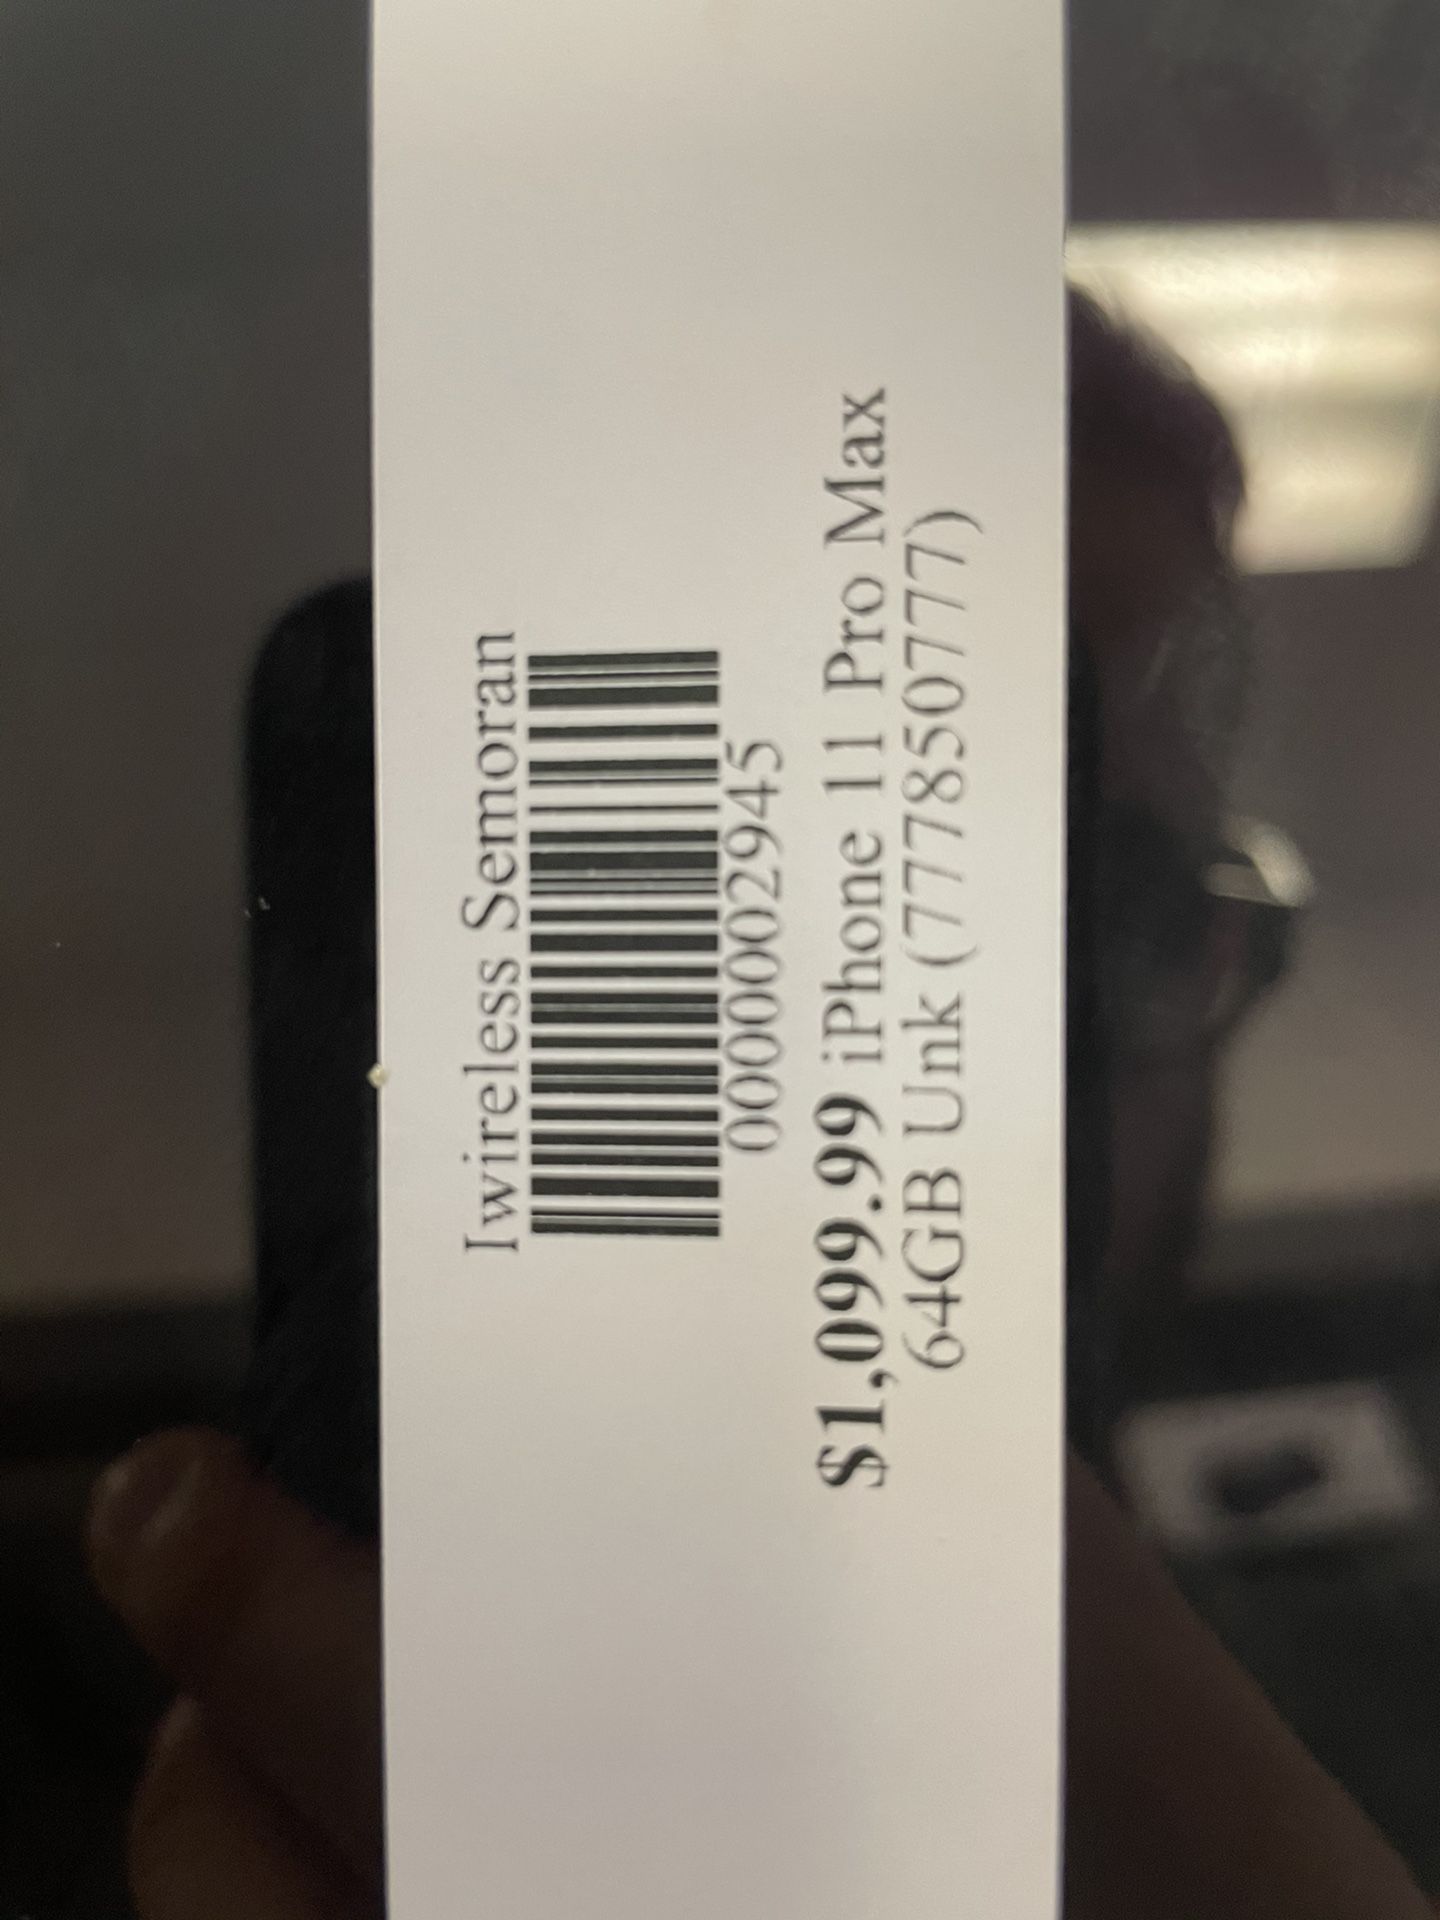 Iwireless Semoran
0000002945
$1,099.99 iPhone 11 Pro Max
64GB Unk (7778507777)